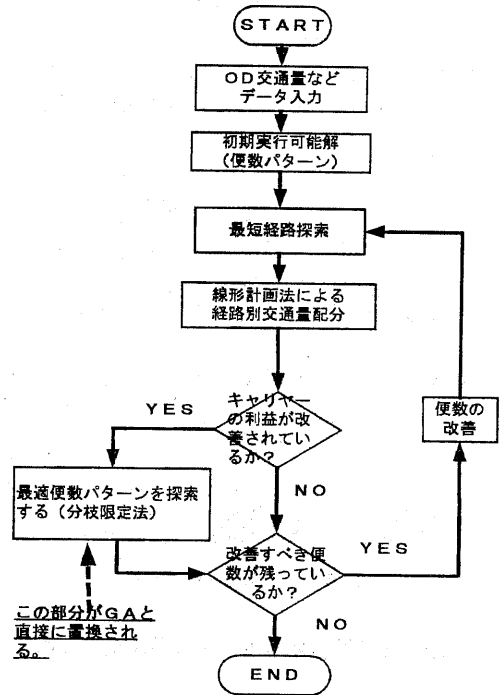 START
OD交通量など
データ入力
初期実行可能解
(便数パターン)
最短経路探索
線形計画法による
経路別交通量配分
キャリヤー
の利益が改
善されてい
るか?
YES
NO
便数の
改善
最適便数パターンを探索
する(分枝限定法)
改善すべき便
数が残ってい
るか?
YES
NO
この部分がGAと
直接に置換され
る。
END